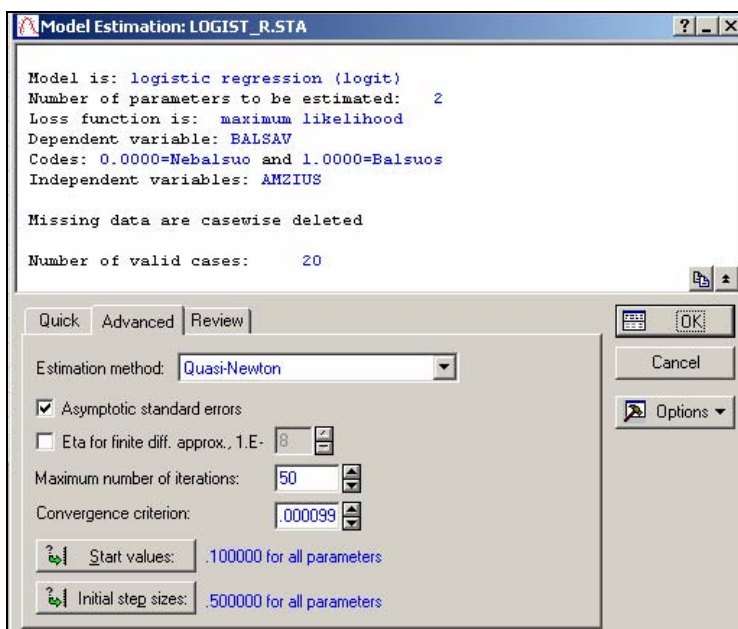 Model Estimation: LOGIST_R.STA
Model is: logistic regression (logit)
Number of parameters to be estimated: 2
Loss function is: maximum likelihood
Dependent variable: BALSAV
Codes: 0.0000=Nebalsuo and 1.0000=Balsuos
Independent variables: AMZIUS
Missing data are casewise deleted
Number of valid cases: 20
Quick Advanced Review
OK
Cancel
Options
Estimation method: Quasi-Newton
Asymptotic standard errors
Eta for finite diff. approx., 1.E- 8
Maximum number of iterations: 50
Convergence criterion: .000099
Start values: .100000 for all parameters
Initial step sizes: .500000 for all parameters